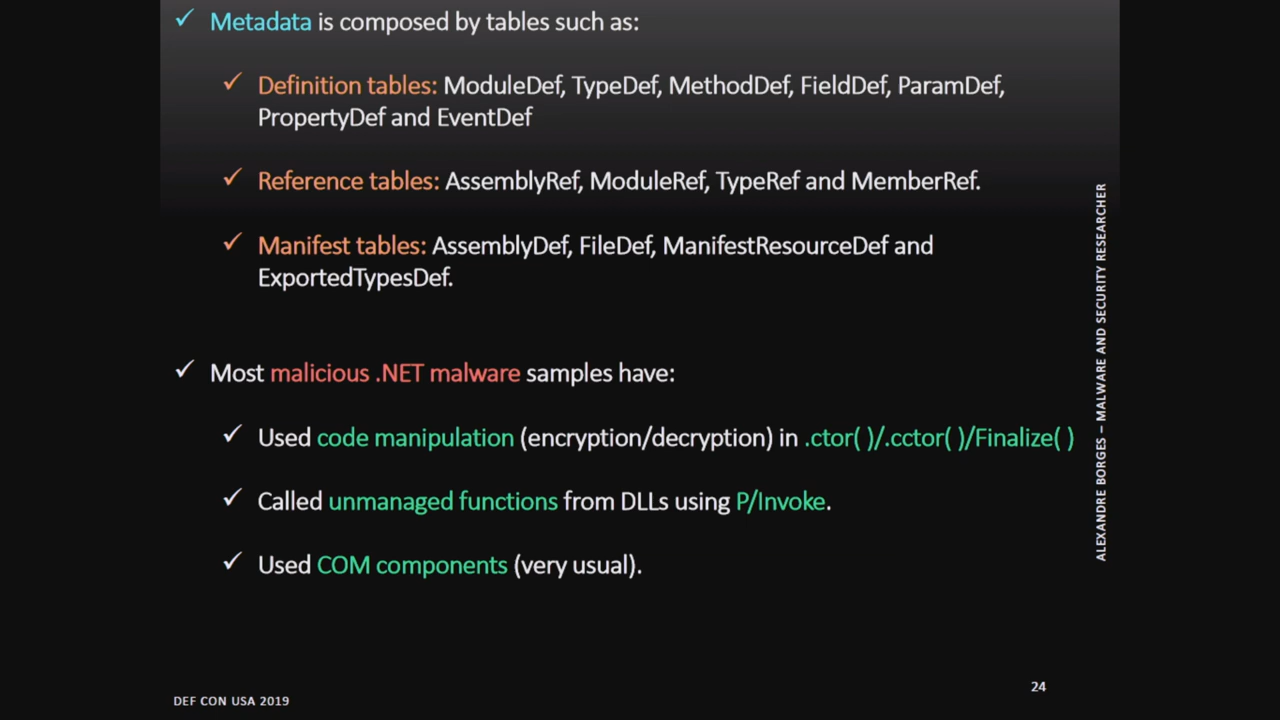 ✓ Metadata is composed by tables such as:
✓ Definition tables: ModuleDef, TypeDef, MethodDef, FieldDef, ParamDef,
PropertyDef and EventDef
✓ Reference tables: AssemblyRef, ModuleRef, TypeRef and MemberRef.
✓ Manifest tables: AssemblyDef, FileDef, ManifestResourceDef and
ExportedTypesDef.
✓ Most malicious .NET malware samples have:
✓ Used code manipulation (encryption/decryption) in .ctor( )/.cctor( )/Finalize( )
✓ Called unmanaged functions from DLLs using P/Invoke.
✓ Used COM components (very usual).
ALEXANDRE BORGES – MALWARE AND SECURITY RESEARCHER
DEF CON USA 2019
24